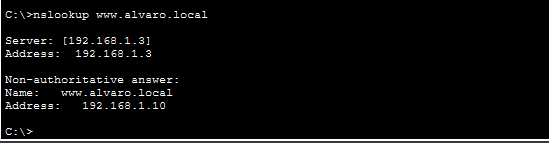 C:\>nslookup www.alvaro.local
Server: [192.168.1.3]
Address:  192.168.1.3
Non-authoritative answer:
Name:   www.alvaro.local
Address:   192.168.1.10
C:\>